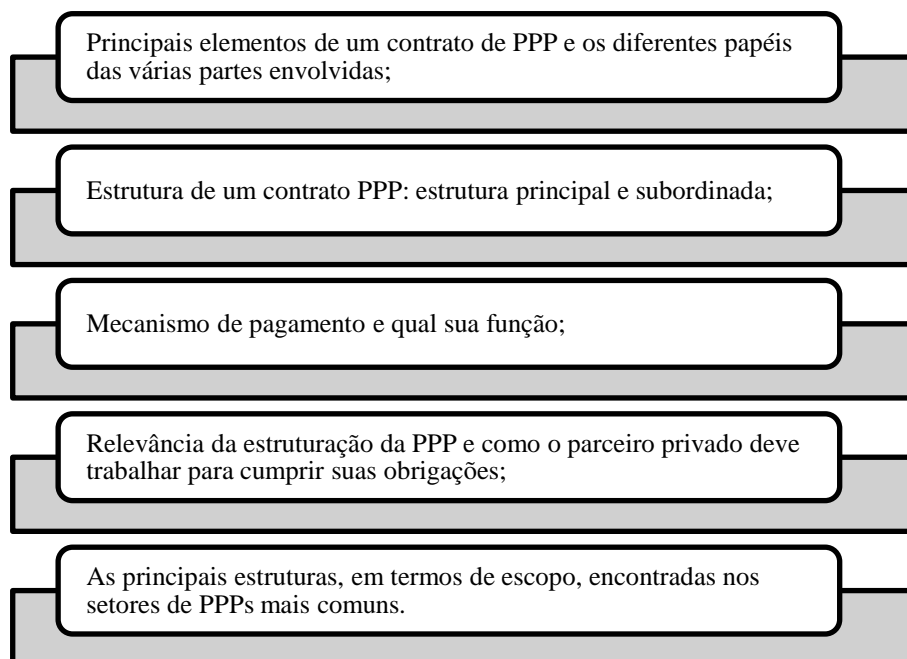 Principais elementos de um contrato de PPP e os diferentes papéis
das várias partes envolvidas;
Estrutura de um contrato PPP: estrutura principal e subordinada;
Mecanismo de pagamento e qual sua função;
Relevância da estruturação da PPP e como o parceiro privado deve
trabalhar para cumprir suas obrigações;
As principais estruturas, em termos de escopo, encontradas nos
setores de PPPs mais comuns.